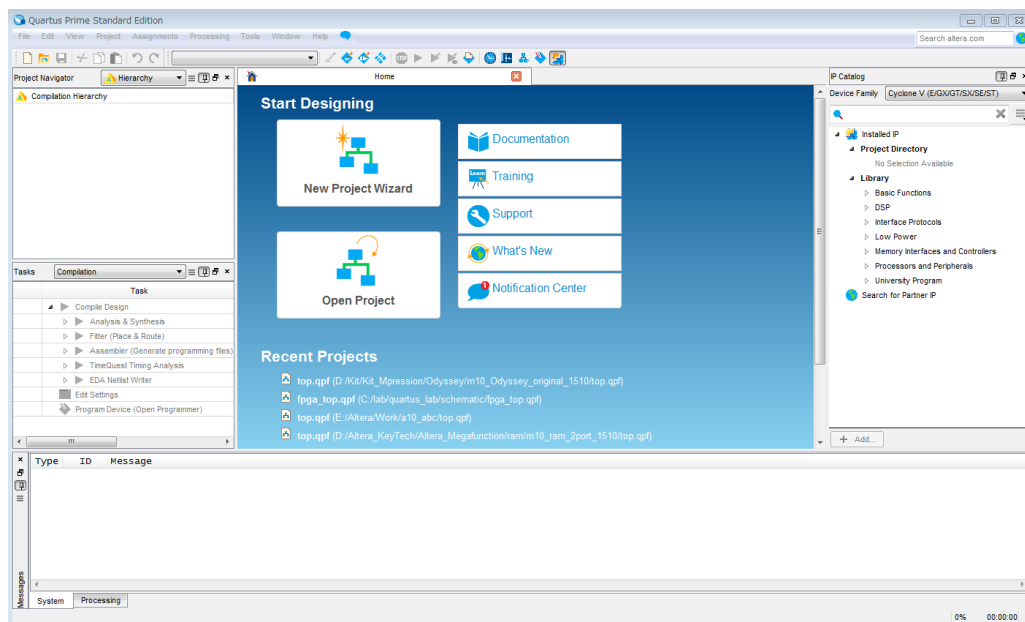 Quartus Prime Standard Edition
File Edit View Project Assignments Processing Tools Window Help
Search altera.com
Project Navigator Hierarchy
Compilation Hierarchy
Tasks Compilation
Task
Compile Design
Analysis & Synthesis
Fitter (Place & Route)
Assembler (Generate programming files)
TimeQuest Timing Analysis
EDA Netlist Writer
Edit Settings
Program Device (Open Programmer)
Home
Start Designing
New Project Wizard
Open Project
Documentation
Learn
Training
Support
What's New
1
Notification Center
Recent Projects
top.qpf (D:/Kit/Kit_Mpression/Odyssey/m10_Odyssey_original_1510/top.qpf)
fpga_top.qpf (C:/lab/quartus_lab/schematic/fpga_top.qpf)
top.qpf (E:/Altera/Work/a10_abc/top.qpf)
top.qpf (D:/Altera_KeyTech/Altera_Megafunction/ram/m10_ram_2port_1510/top.qpf)
IP Catalog
Device Family Cyclone V (E/GX/GT/SX/SE/ST)
Installed IP
Project Directory
No Selection Available
Library
Basic Functions
DSP
Interface Protocols
Low Power
Memory Interfaces and Controllers
Processors and Peripherals
University Program
Search for Partner IP
+ Add...
Type ID Message
Messages
System Processing
0% 00:00:00